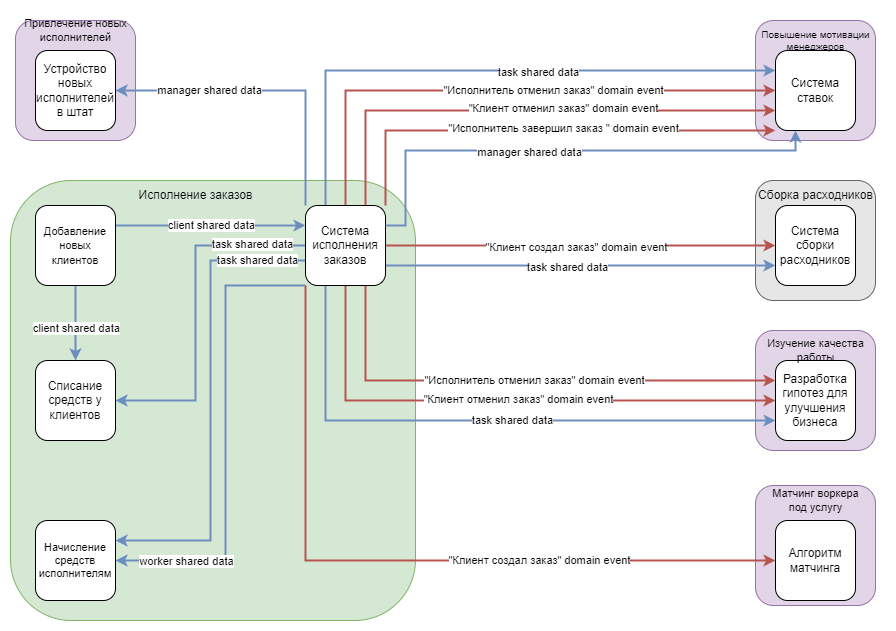 Привлечение новых
исполнителей
Устройство
новых
исполнителей
в штат
manager shared data
Повышение мотивации
менеджеров
Система
ставок
task shared data
"Исполнитель отменил заказ" domain event
"Клиент отменил заказ" domain event
"Исполнитель завершил заказ " domain event
manager shared data
Исполнение заказов
Добавление
новых
клиентов
client shared data
task shared data
task shared data
Система
исполнения
заказов
"Клиент создал заказ" domain event
task shared data
Сборка расходников
Система
сборки
расходников
client shared data
Списание
средств у
клиентов
"Исполнитель отменил заказ" domain event
"Клиент отменил заказ" domain event
task shared data
Изучение качества
работы
Разработка
гипотез для
улучшения
бизнеса
Начисление
средств
исполнителям
worker shared data
"Клиент создал заказ" domain event
Матчинг воркера
под услугу
Алгоритм
матчинга